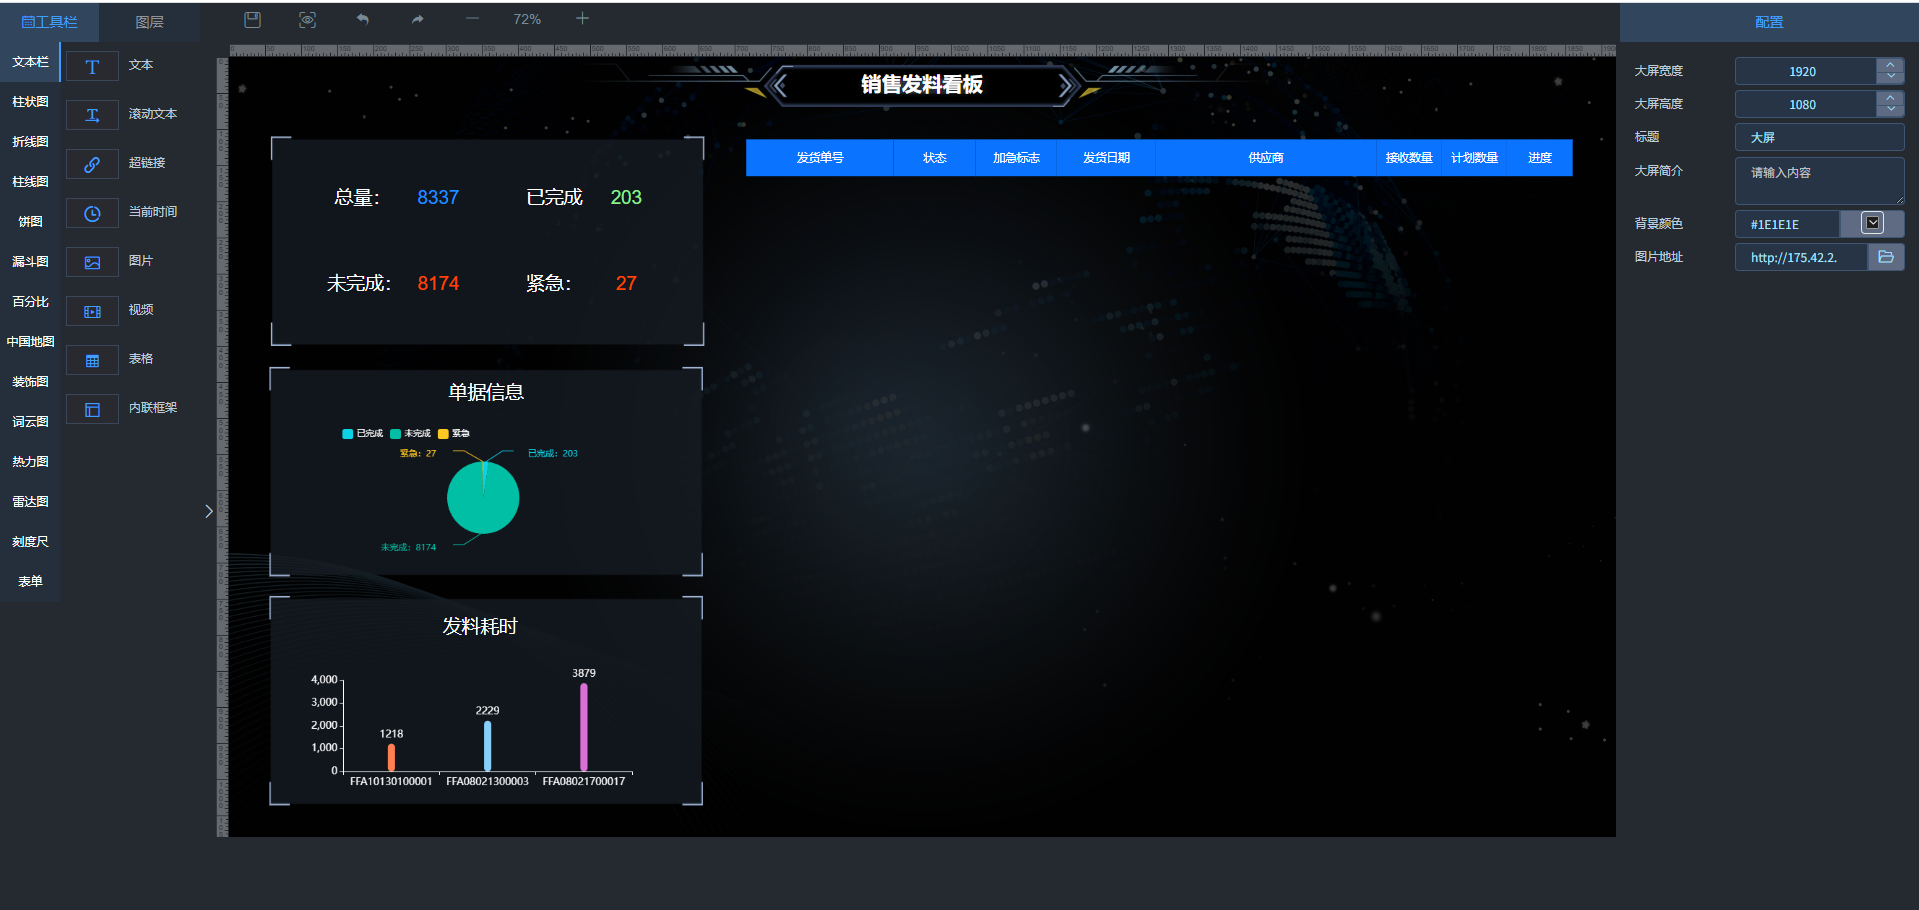 工具栏
图层
72%
配置
文本栏
柱状图
折线图
柱线图
饼图
漏斗图
百分比
中国地图
装饰图
词云图
热力图
雷达图
刻度尺
表单
文本
滚动文本
超链接
当前时间
图片
视频
表格
内联框架
销售发料看板
总量： 8337 已完成 203
未完成： 8174 紧急： 27
单据信息
已完成 未完成 紧急
紧急：27
已完成：203
未完成：8174
发料耗时
4,000
3,000
2,000
1,000
0
1218
2229
3879
FFA10130100001 FFA08021300003 FFA08021700017
发货单号 状态 加急标志 发货日期 供应商 接收数量 计划数量 进度
大屏宽度 1920
大屏高度 1080
标题 大屏
大屏简介 请输入内容
背景颜色 #1E1E1E
图片地址 http://175.42.2.